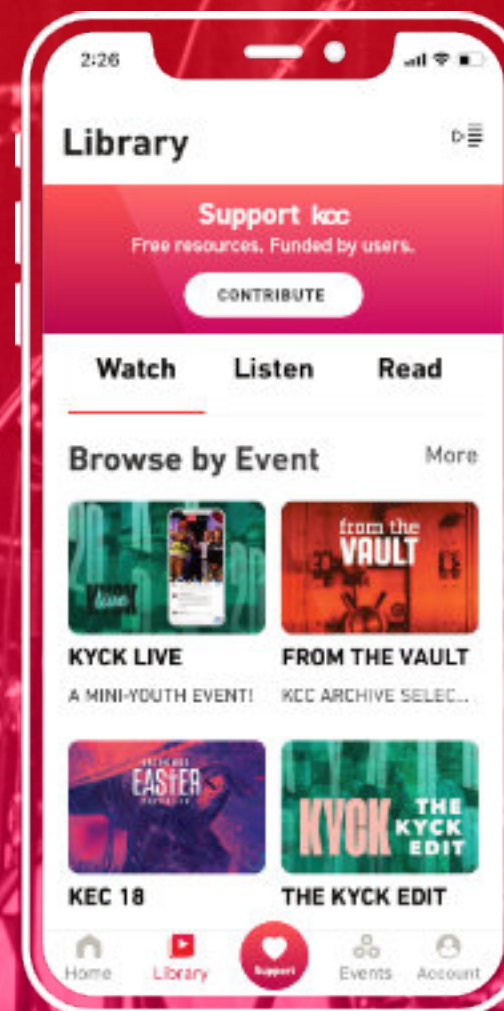 2:26
Library
Support kcc
Free resources. Funded by users.
CONTRIBUTE
Watch Listen Read
Browse by Event More
KYCK live
from the
VAULT
KYCK LIVE FROM THE VAULT
A MINI-YOUTH EVENT! KCC ARCHIVE SELEC...
EASTER
KYCK THE KYCK EDIT
KEC 18 THE KYCK EDIT
Home Library Support Events Account